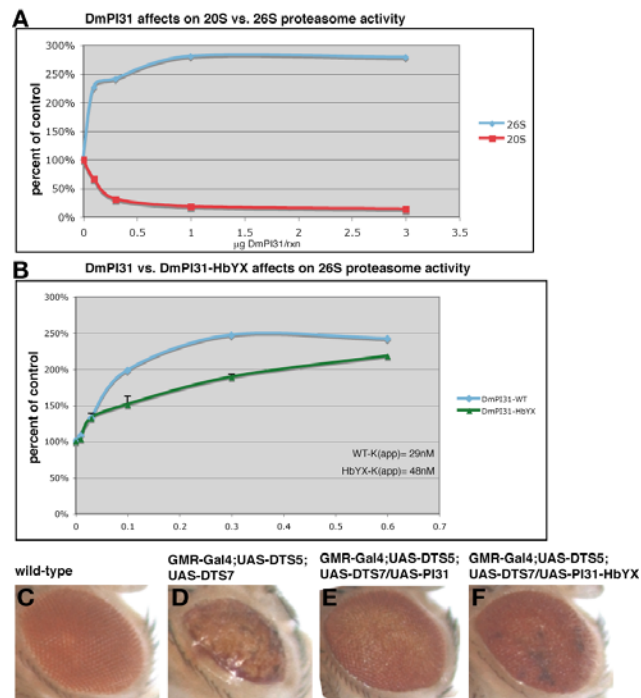 A
DmPI31 affects on 20S vs. 26S proteasome activity
300%
250%
200%
150%
100%
50%
0%
percent of control
0
0.5
1
1.5
2
2.5
3
3.5
µg DmPI31/rxn
26S
20S
B
DmPI31 vs. DmPI31-HbYX affects on 26S proteasome activity
300%
250%
200%
150%
100%
50%
0%
percent of control
0
0.1
0.2
0.3
0.4
0.5
0.6
0.7
WT-K(app)= 29nM
HbYX-K(app)= 48nM
DmPI31-WT
DmPI31-HbYX
wild-type
C
GMR-Gal4;UAS-DTS5;
UAS-DTS7
D
GMR-Gal4;UAS-DTS5;
UAS-DTS7/UAS-PI31
E
GMR-Gal4;UAS-DTS5;
UAS-DTS7/UAS-PI31-HbYX
F